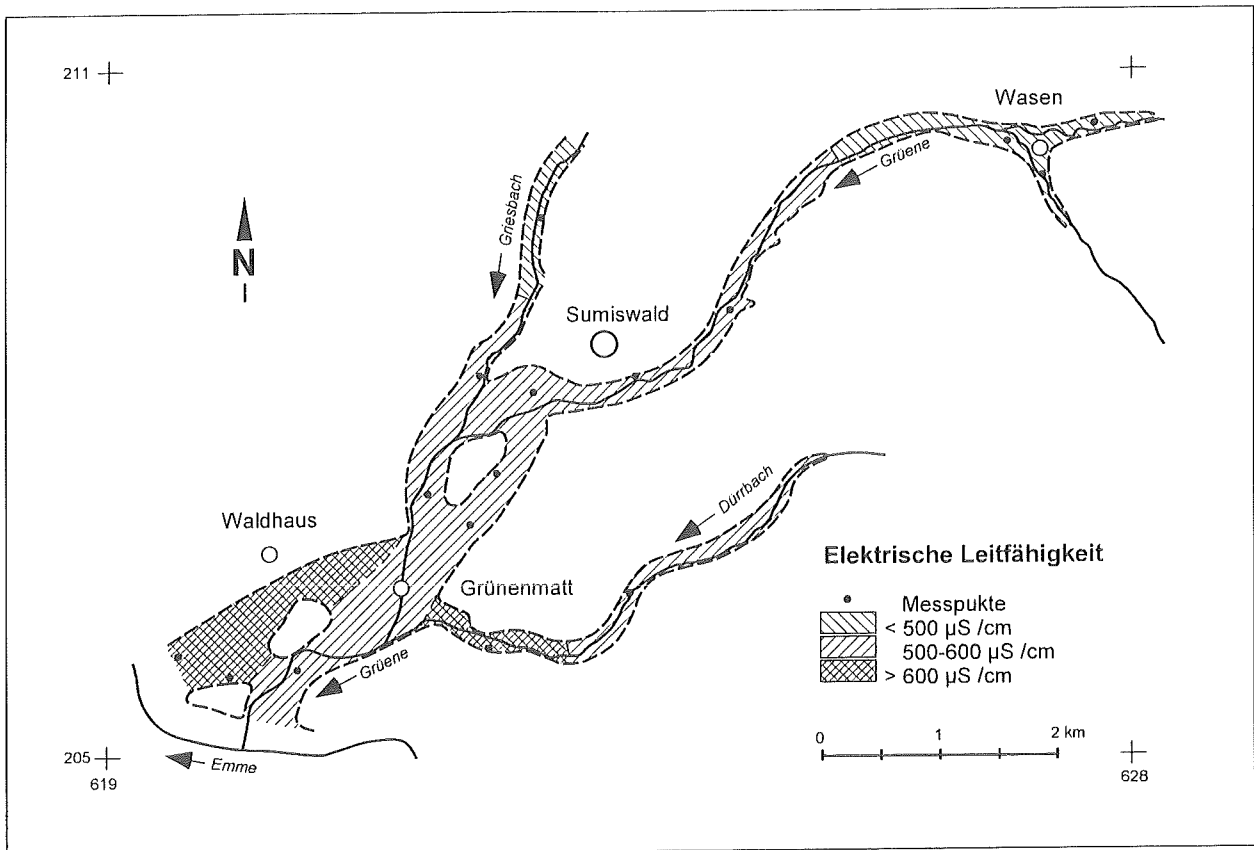 211
Wasen
Grüene
Griesbach
N
Sumiswald
Dürrbach
Waldhaus
Elektrische Leitfähigkeit
Grünenmatt
Messpukte
< 500 µS /cm
500-600 µS /cm
> 600 µS /cm
Grüene
0 1 2 km
205
Emme
619
628